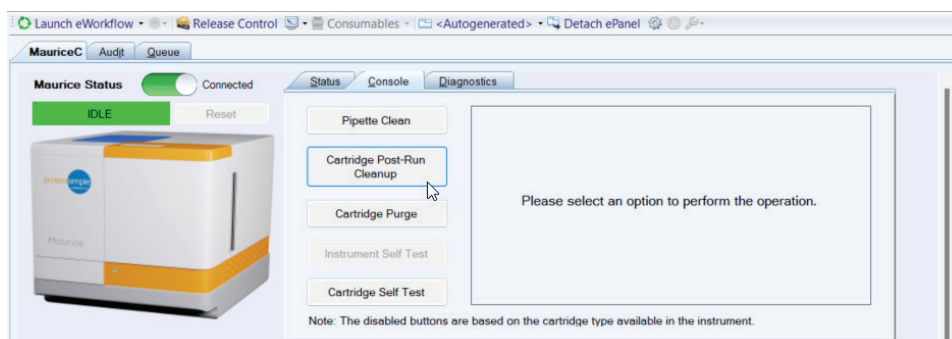 Launch eWorkflow Release Control Consumables <Autogenerated> Detach ePanel
MauriceC Audit Queue
Maurice Status Connected
Status Console Diagnostics
IDLE Reset
Pipette Clean
Cartridge Post-Run
Cleanup
Please select an option to perform the operation.
Cartridge Purge
proteinsimple
Maurice
Instrument Self Test
Cartridge Self Test
Note: The disabled buttons are based on the cartridge type available in the instrument.